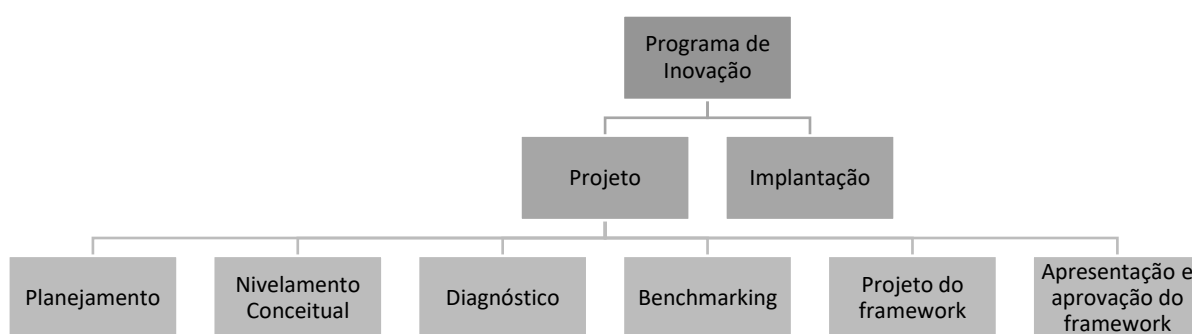 Programa de
Inovação
Projeto
Implantação
Planejamento
Nivelamento
Conceitual
Diagnóstico
Benchmarking
Projeto do
framework
Apresentação e
aprovação do
framework